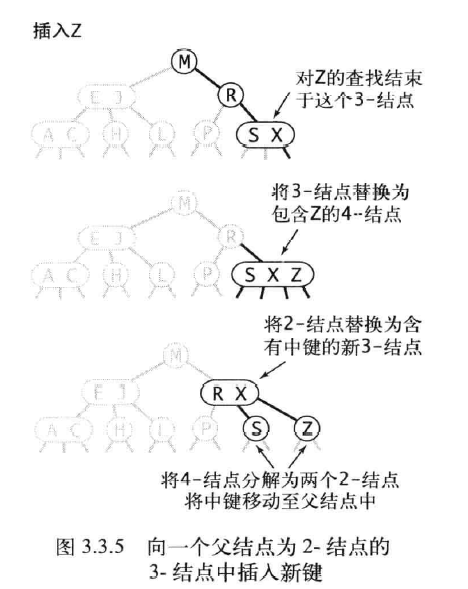 插入Z
M
R
E J
A C
H
L
P
S X
对Z的查找结束
于这个3-结点
M
R
E J
A C
H
L
P
S X Z
将3-结点替换为
包含Z的4-结点
M
E J
R X
A C
H
L
P
S
Z
将2-结点替换为含
有中键的新3-结点
将4-结点分解为两个2-结点
将中键移动至父结点中
图 3.3.5 向一个父结点为 2- 结点的
3- 结点中插入新键